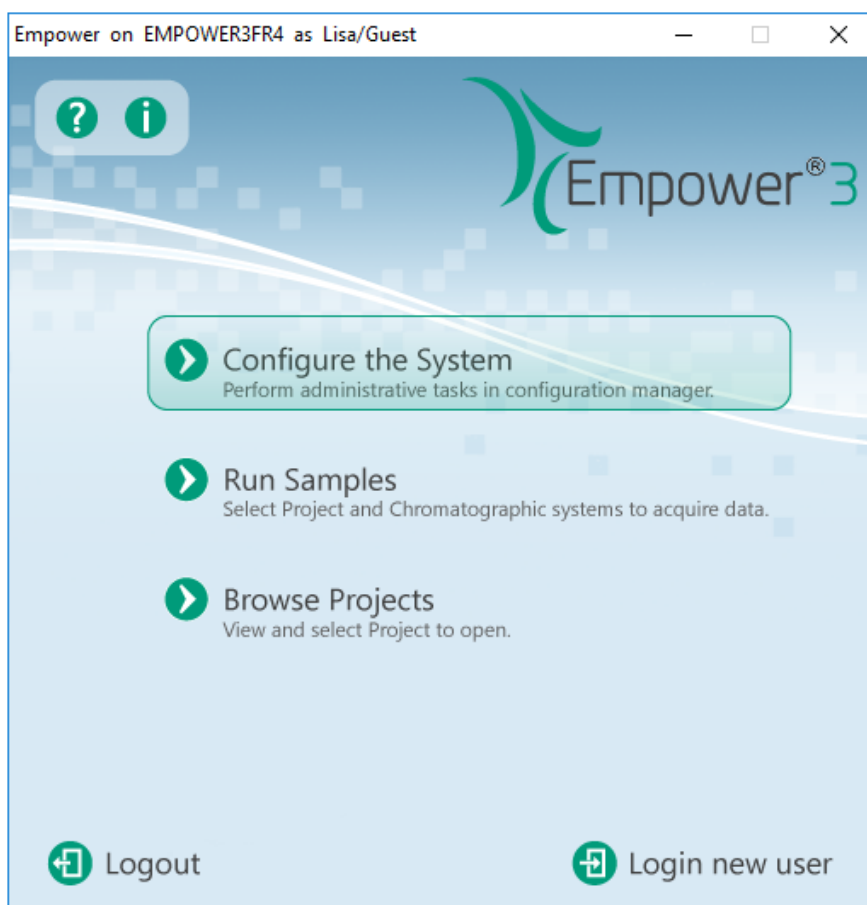 Empower on EMPOWER3FR4 as Lisa/Guest
? i
Empower®3
Configure the System
Perform administrative tasks in configuration manager.
Run Samples
Select Project and Chromatographic systems to acquire data.
Browse Projects
View and select Project to open.
Logout
Login new user